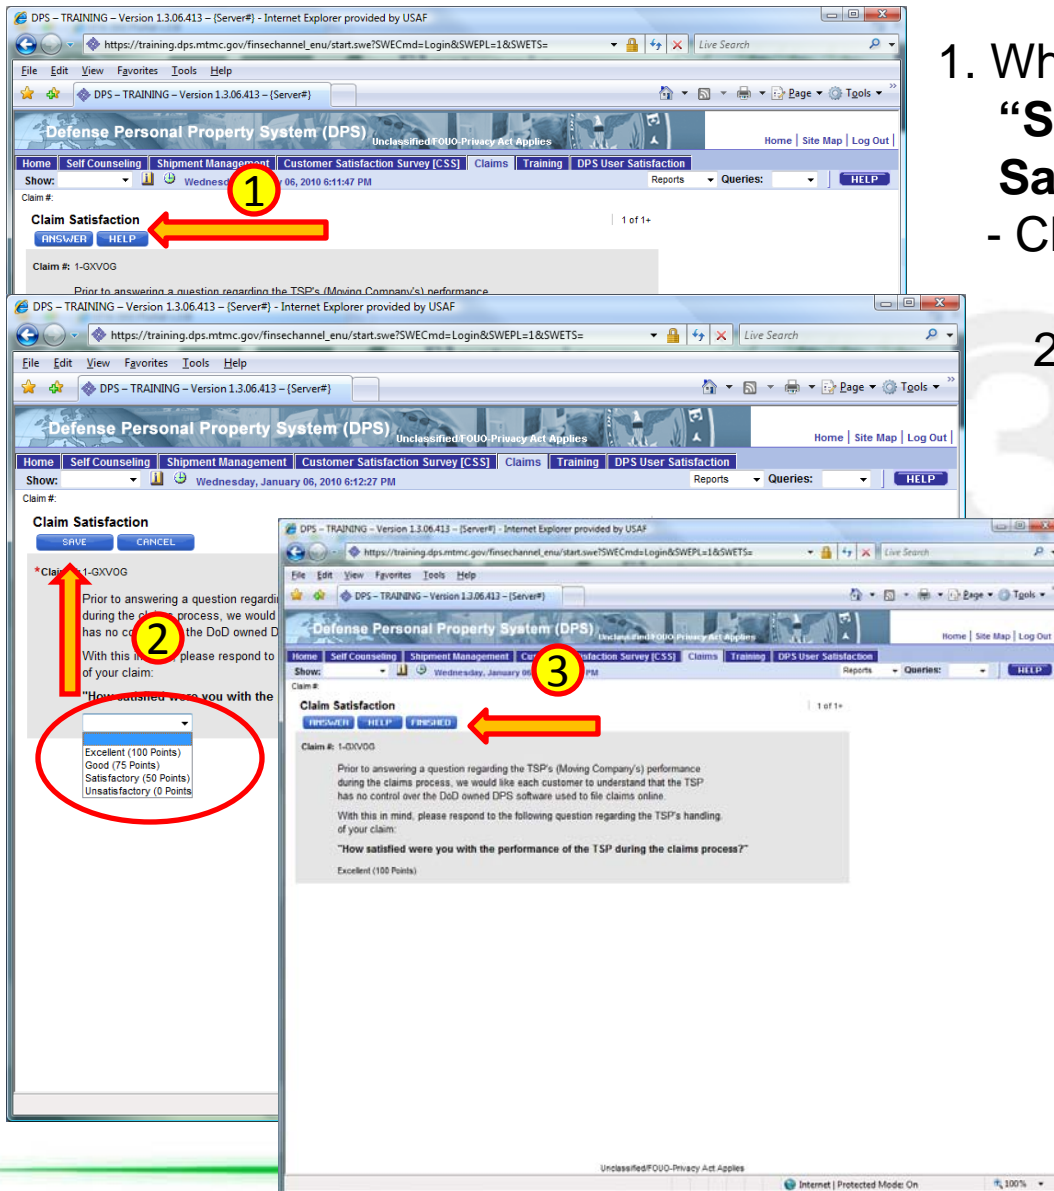 DPS – TRAINING – Version 1.3.06.413 – {Server#} - Internet Explorer provided by USAF
https://training.dps.mtmc.gov/finsechannel_enu/start.swe?SWECmd=Login&SWEPL=1&SWETS=
Live Search
File Edit View Favorites Tools Help
DPS – TRAINING – Version 1.3.06.413 – {Server#}
Page Tools
Defense Personal Property System (DPS)
Unclassified/FOUO-Privacy Act Applies
Home | Site Map | Log Out |
Home Self Counseling Shipment Management Customer Satisfaction Survey [CSS] Claims Training DPS User Satisfaction
Show: Wednesd 06, 2010 6:11:47 PM Reports Queries: HELP
Claim #:
1
Claim Satisfaction
1 of 1+
ANSWER HELP
Claim #: 1-GXVOG
Prior to answering a question regarding the TSP's (Moving Company's) performance
1. Wh
“S
Sa
- Cl
2
DPS – TRAINING – Version 1.3.06.413 – {Server#} - Internet Explorer provided by USAF
https://training.dps.mtmc.gov/finsechannel_enu/start.swe?SWECmd=Login&SWEPL=1&SWETS=
Live Search
File Edit View Favorites Tools Help
DPS – TRAINING – Version 1.3.06.413 – {Server#}
Page Tools
Defense Personal Property System (DPS)
Unclassified/FOUO-Privacy Act Applies
Home | Site Map | Log Out |
Home Self Counseling Shipment Management Customer Satisfaction Survey [CSS] Claims Training DPS User Satisfaction
Show: Wednesday, January 06, 2010 6:12:27 PM Reports Queries: HELP
Claim #:
Claim Satisfaction
SAVE CANCEL
*Clai 1-GXVOG
Prior to answering a question regardi
during the claims process, we would
has no co the DoD owned D
2
With this in please respond to
of your claim:
"How satisfied were you with the
Excellent (100 Points)
Good (75 Points)
Satisfactory (50 Points)
Unsatisfactory (0 Points
DPS – TRAINING – Version 1.3.06.413 – {Server#} - Internet Explorer provided by USAF
https://training.dps.mtmc.gov/finsechannel_enu/start.swe?SWECmd=Login&SWEPL=1&SWETS=
Live Search
File Edit View Favorites Tools Help
DPS – TRAINING – Version 1.3.06.413 – {Server#}
Page Tools
Defense Personal Property System (DPS)
Unclassified/FOUO-Privacy Act Applies
Home | Site Map | Log Out
Home Self Counseling Shipment Management Cu sfaction Survey [CSS] Claims Training DPS User Satisfaction
Show: Wednesday, January 06 PM Reports Queries: HELP
Claim #:
3
Claim Satisfaction
1 of 1+
ANSWER HELP FINISHED
Claim #: 1-GXVOG
Prior to answering a question regarding the TSP's (Moving Company's) performance
during the claims process, we would like each customer to understand that the TSP
has no control over the DoD owned DPS software used to file claims online.
With this in mind, please respond to the following question regarding the TSP's handling
of your claim:
"How satisfied were you with the performance of the TSP during the claims process?"
Excellent (100 Points)
Unclassified/FOUO-Privacy Act Applies
Internet | Protected Mode: On 100%